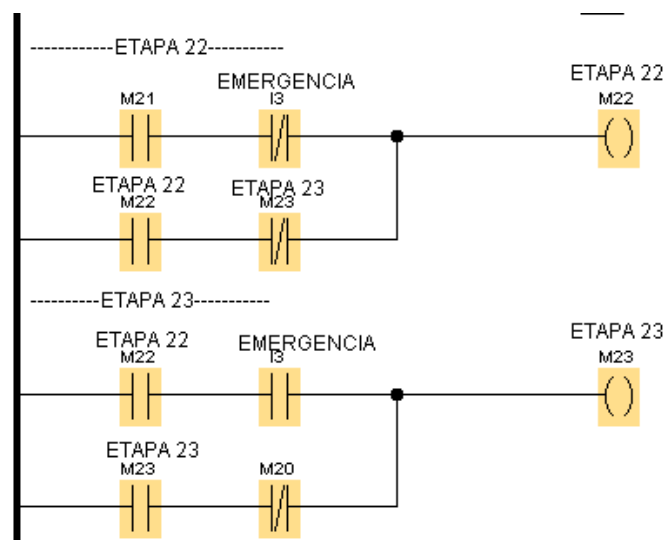 ------------ETAPA 22-----------
EMERGENCIA
ETAPA 22
M21
I3
M22
ETAPA 22
ETAPA 23
M22
M23
----------ETAPA 23-----------
ETAPA 22
EMERGENCIA
ETAPA 23
M22
I3
M23
ETAPA 23
M23
M20